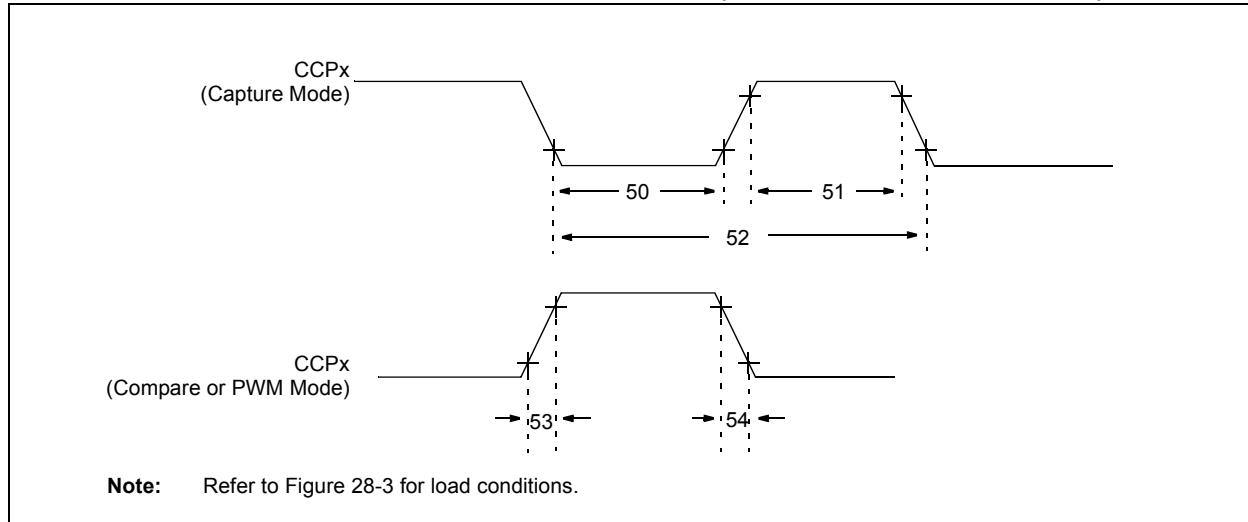 CCPx
(Capture Mode)
50
51
52
CCPx
(Compare or PWM Mode)
53
54
Note: Refer to Figure 28-3 for load conditions.